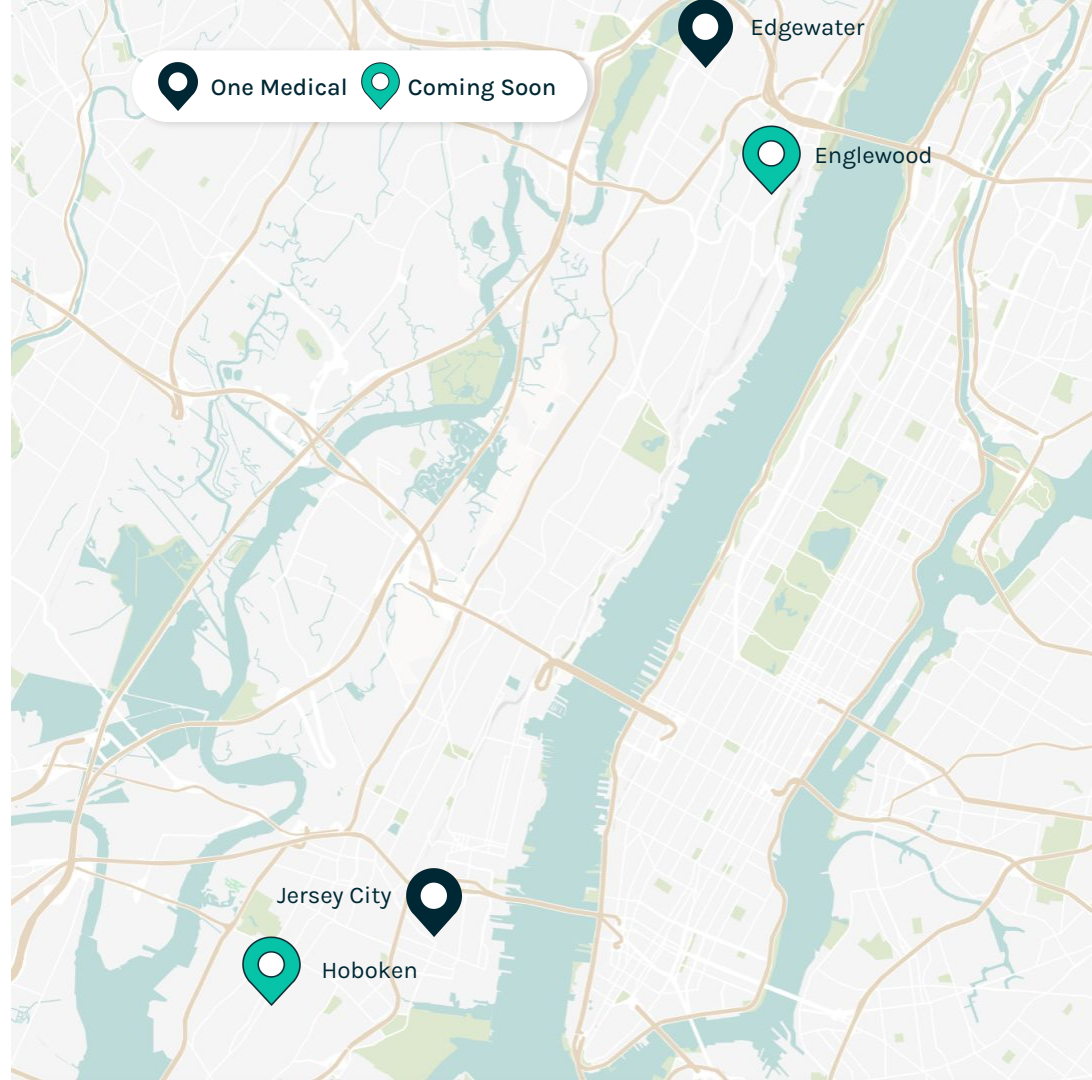 Edgewater
One Medical
Coming Soon
Englewood
Jersey City
Hoboken